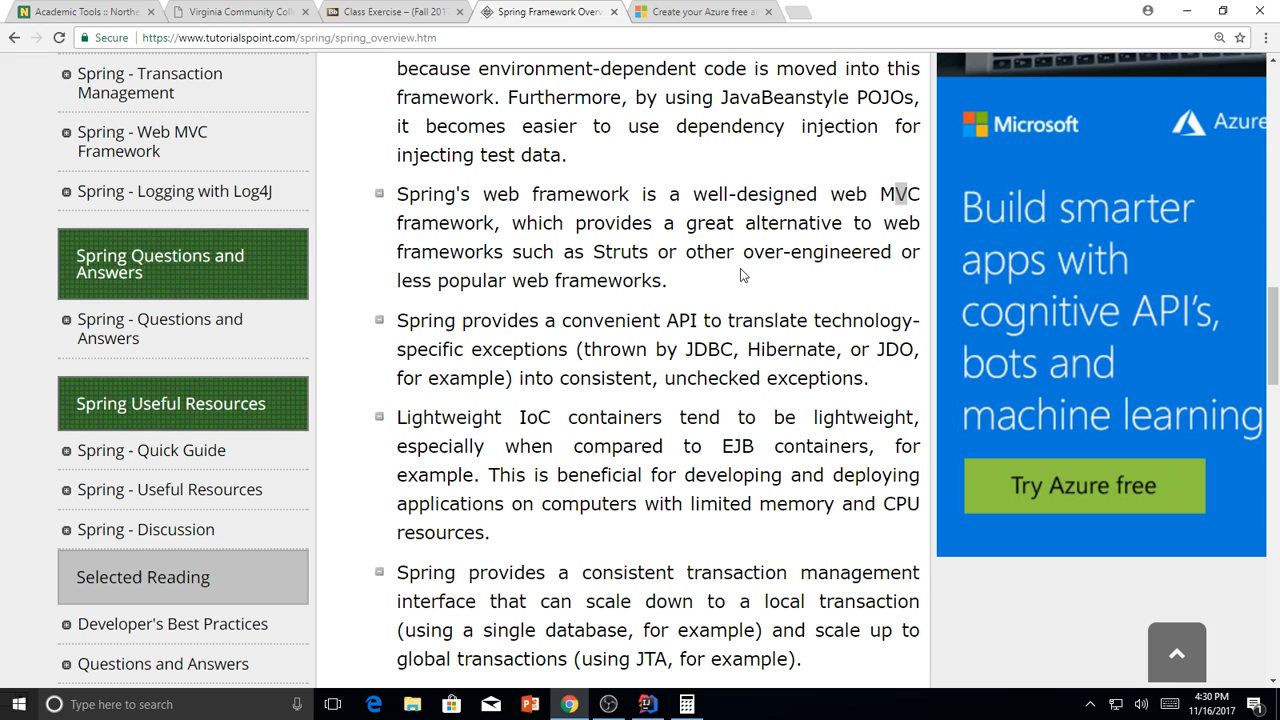 Academic Tools :: Northe
Virginia Community Coll
Class Exercise – (Fall 2017
Spring Framework Overv
Create your Azure free a
Secure
https://www.tutorialspoint.com/spring/spring_overview.htm
Spring - Transaction
Management
Spring - Web MVC
Framework
Spring - Logging with Log4J
Spring Questions and
Answers
Spring - Questions and
Answers
Spring Useful Resources
Spring - Quick Guide
Spring - Useful Resources
Spring - Discussion
Selected Reading
Developer's Best Practices
Questions and Answers
because environment-dependent code is moved into this
framework. Furthermore, by using JavaBeanstyle POJOs,
it becomes easier to use dependency injection for
injecting test data.
Spring's web framework is a well-designed web MVC
framework, which provides a great alternative to web
frameworks such as Struts or other over-engineered or
less popular web frameworks.
Spring provides a convenient API to translate technology-
specific exceptions (thrown by JDBC, Hibernate, or JDO,
for example) into consistent, unchecked exceptions.
Lightweight IoC containers tend to be lightweight,
especially when compared to EJB containers, for
example. This is beneficial for developing and deploying
applications on computers with limited memory and CPU
resources.
Spring provides a consistent transaction management
interface that can scale down to a local transaction
(using a single database, for example) and scale up to
global transactions (using JTA, for example).
Microsoft
Azure
Build smarter
apps with
cognitive API's,
bots and
machine learning
Try Azure free
Type here to search
4:30 PM
11/16/2017